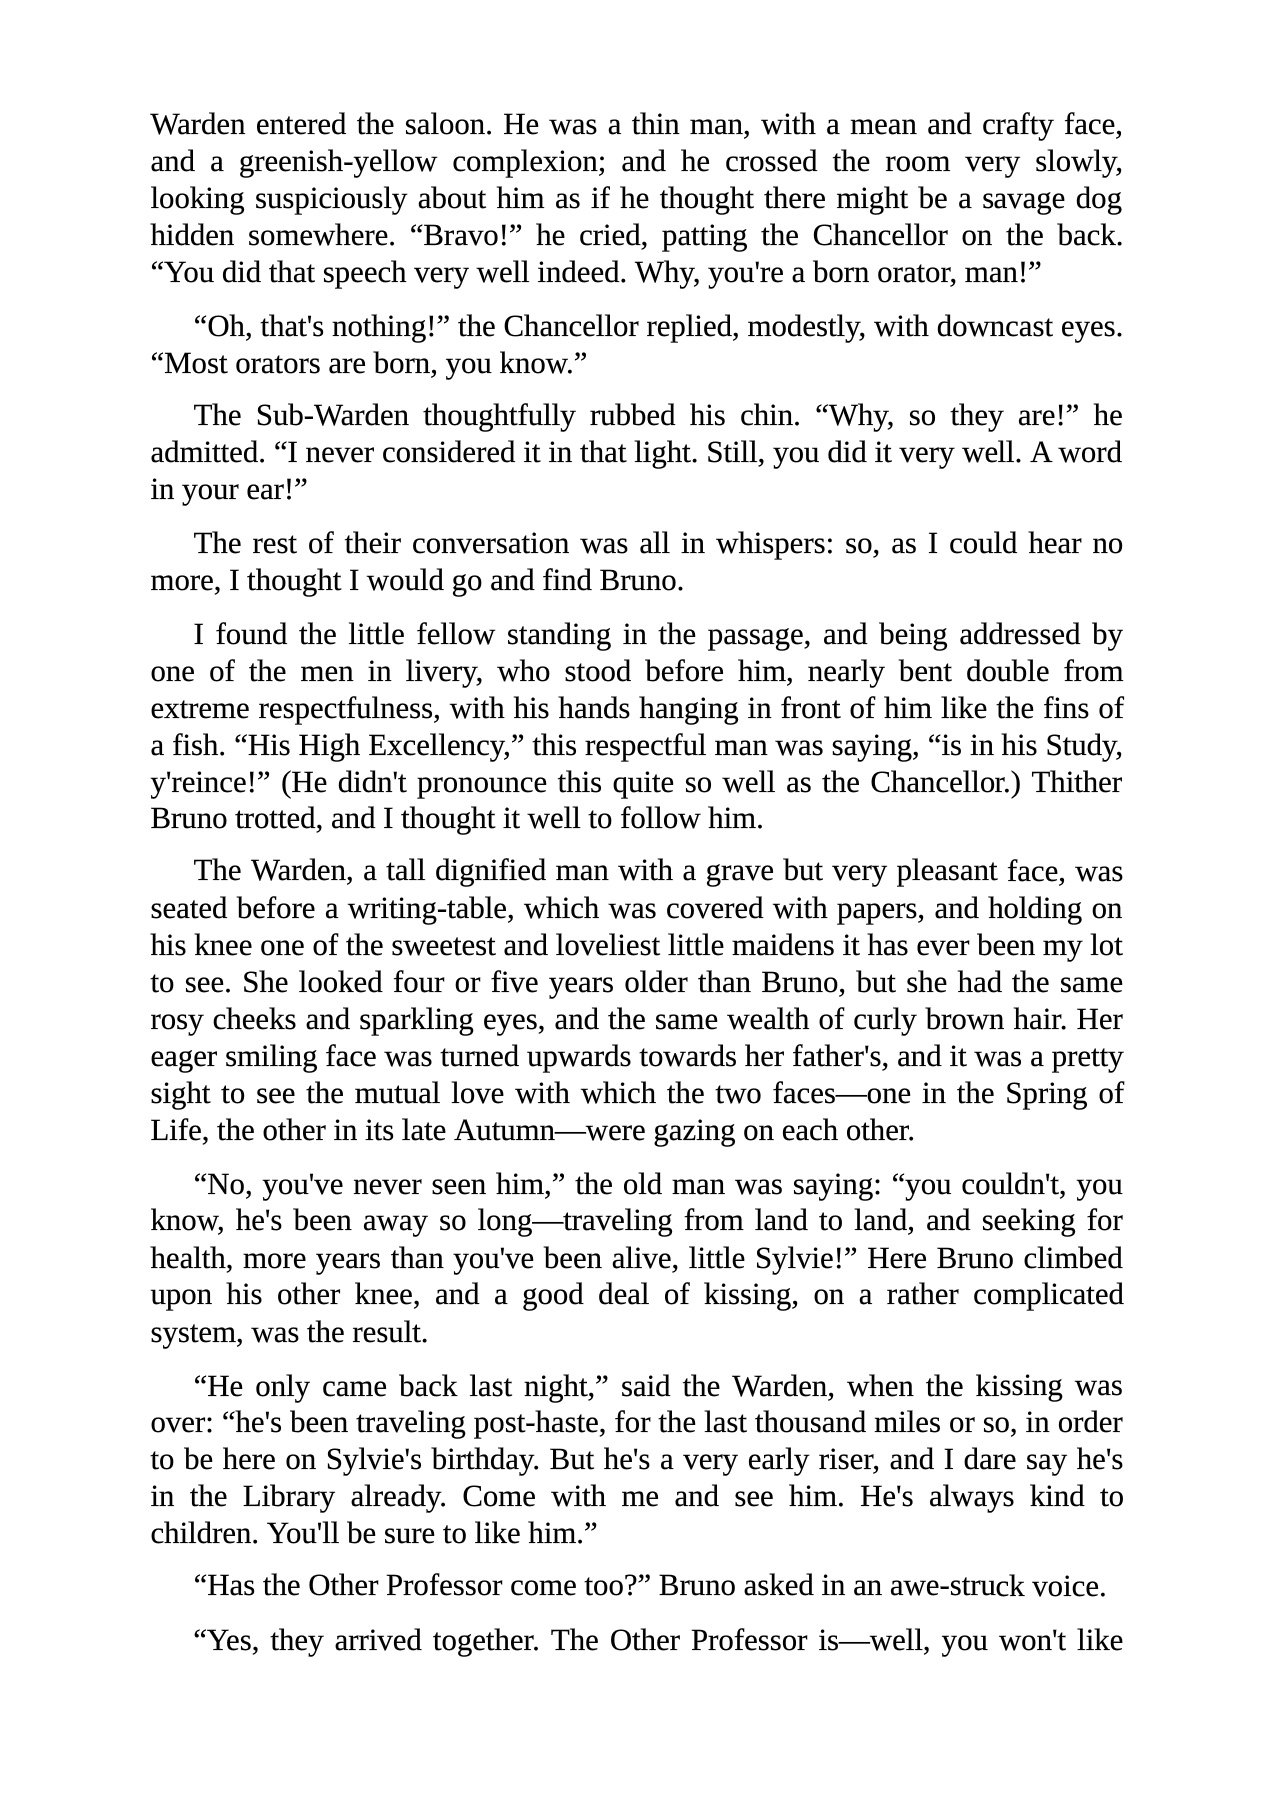 Warden entered the saloon. He was a thin man, with a mean and crafty face,
and a greenish-yellow complexion; and he crossed the room very slowly,
looking suspiciously about him as if he thought there might be a savage dog
hidden somewhere. “Bravo!” he cried, patting the Chancellor on the back.
“You did that speech very well indeed. Why, you're a born orator, man!”
“Oh, that's nothing!” the Chancellor replied, modestly, with downcast eyes.
“Most orators are born, you know.”
The Sub-Warden thoughtfully rubbed his chin. “Why, so they are!” he
admitted. “I never considered it in that light. Still, you did it very well. A word
in your ear!”
The rest of their conversation was all in whispers: so, as I could hear no
more, I thought I would go and find Bruno.
I found the little fellow standing in the passage, and being addressed by
one of the men in livery, who stood before him, nearly bent double from
extreme respectfulness, with his hands hanging in front of him like the fins of
a fish. “His High Excellency,” this respectful man was saying, “is in his Study,
y'reince!” (He didn't pronounce this quite so well as the Chancellor.) Thither
Bruno trotted, and I thought it well to follow him.
The Warden, a tall dignified man with a grave but very pleasant face, was
seated before a writing-table, which was covered with papers, and holding on
his knee one of the sweetest and loveliest little maidens it has ever been my lot
to see. She looked four or five years older than Bruno, but she had the same
rosy cheeks and sparkling eyes, and the same wealth of curly brown hair. Her
eager smiling face was turned upwards towards her father's, and it was a pretty
sight to see the mutual love with which the two faces—one in the Spring of
Life, the other in its late Autumn—were gazing on each other.
“No, you've never seen him,” the old man was saying: “you couldn't, you
know, he's been away so long—traveling from land to land, and seeking for
health, more years than you've been alive, little Sylvie!” Here Bruno climbed
upon his other knee, and a good deal of kissing, on a rather complicated
system, was the result.
“He only came back last night,” said the Warden, when the kissing was
over: “he's been traveling post-haste, for the last thousand miles or so, in order
to be here on Sylvie's birthday. But he's a very early riser, and I dare say he's
in the Library already. Come with me and see him. He's always kind to
children. You'll be sure to like him.”
“Has the Other Professor come too?” Bruno asked in an awe-struck voice.
“Yes, they arrived together. The Other Professor is—well, you won't like